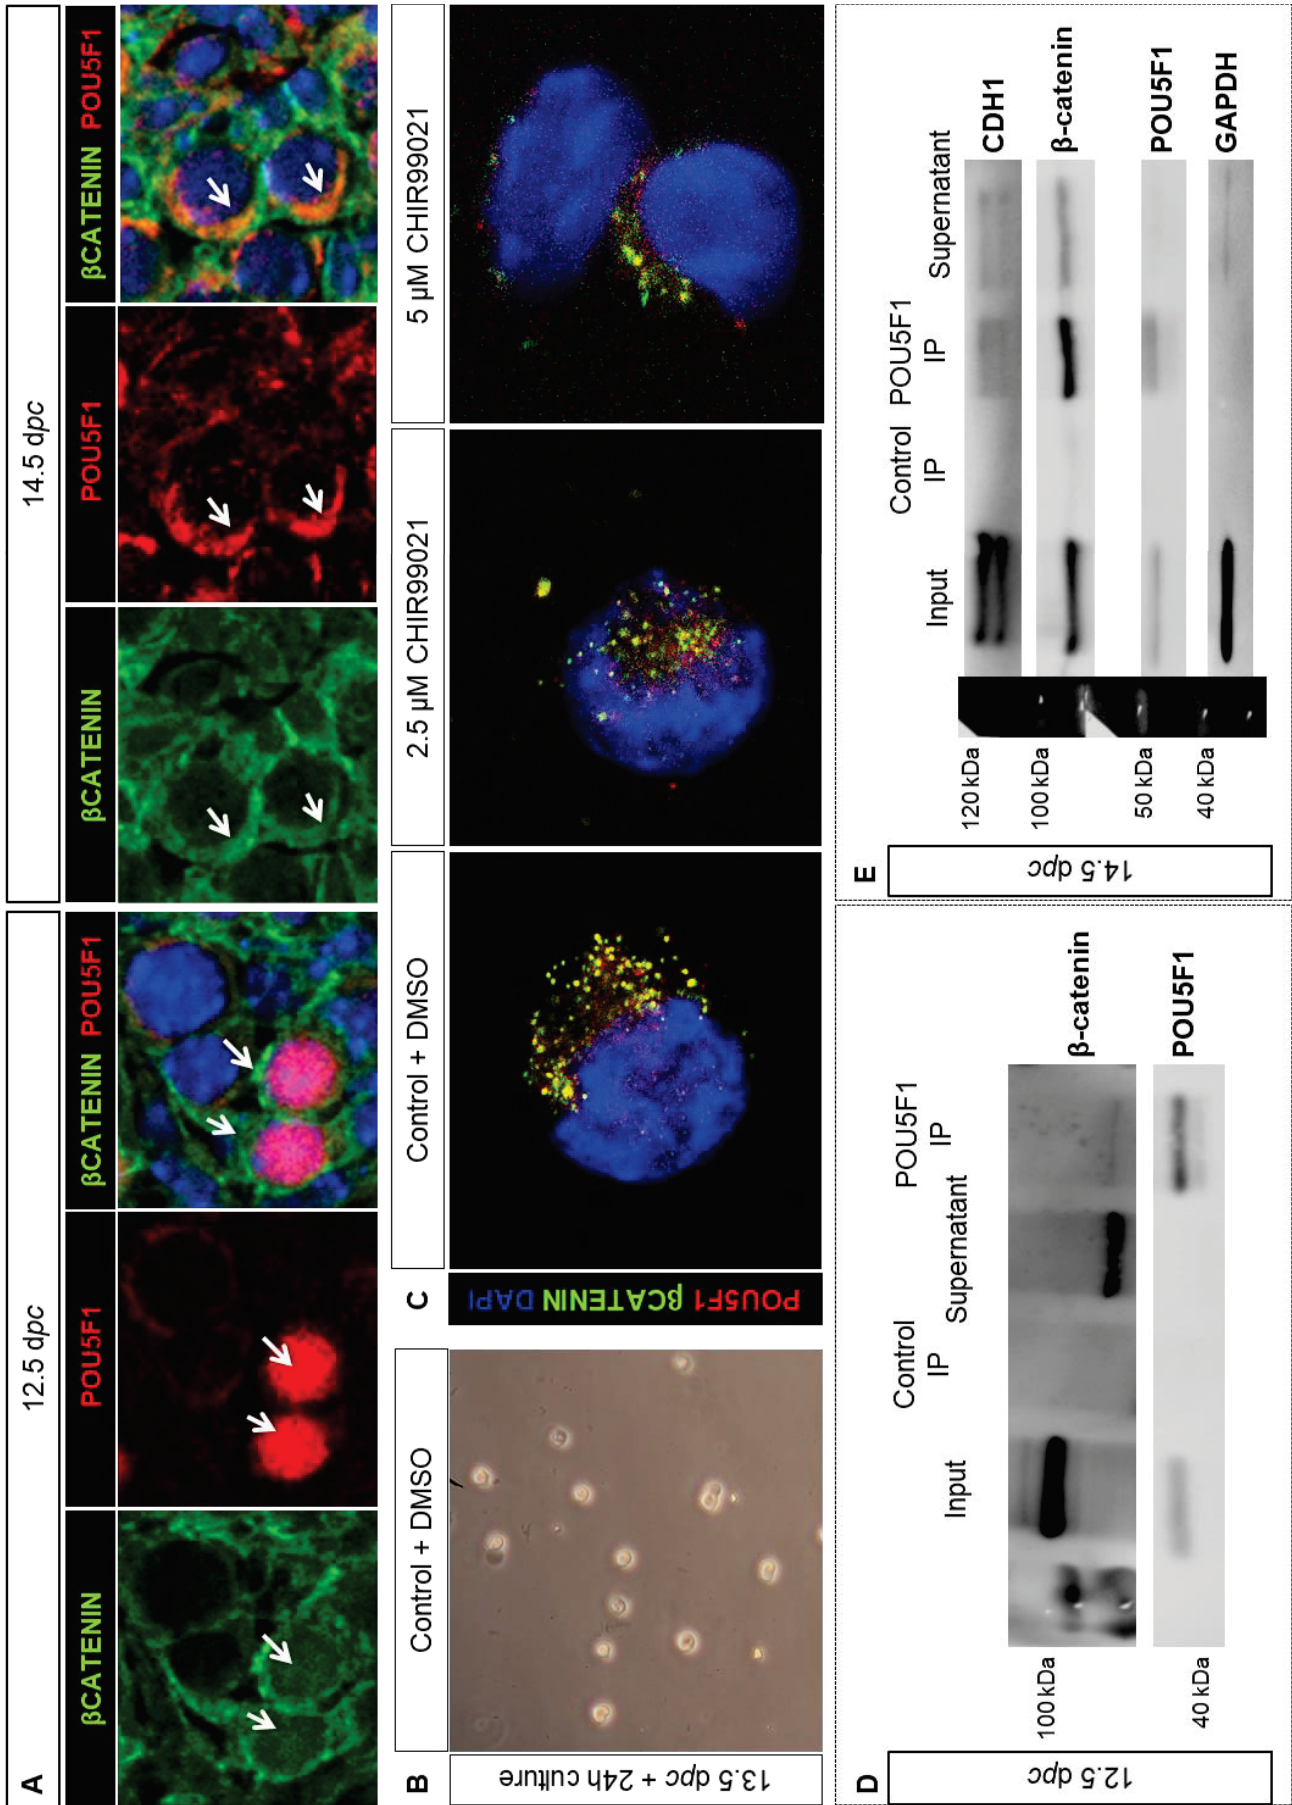 A
12.5 dpc
14.5 dpc
βCATENIN
POU5F1
βCATENIN POU5F1
βCATENIN
POU5F1
βCATENIN POU5F1
B
Control + DMSO
13.5 dpc + 24h culture
C
POU5F1 βCATENIN DAPI
Control + DMSO
2.5 µM CHIR99021
5 µM CHIR99021
D
12.5 dpc
Input
Control IP
Supernatant
POU5F1 IP
100 kDa
β-catenin
40 kDa
POU5F1
E
14.5 dpc
Input
Control IP
POU5F1 IP
Supernatant
120 kDa
CDH1
100 kDa
β-catenin
50 kDa
POU5F1
40 kDa
GAPDH